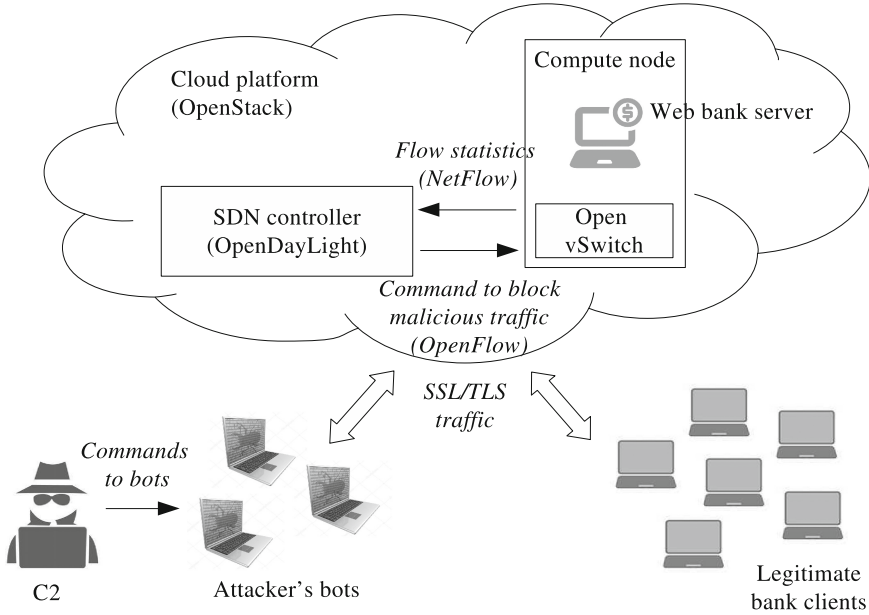 Cloud platform
(OpenStack)
Compute node
Web bank server
Flow statistics
(NetFlow)
SDN controller
(OpenDayLight)
Open
vSwitch
Command to block
malicious traffic
(OpenFlow)
SSL/TLS
traffic
Commands
to bots
C2
Attacker's bots
Legitimate
bank clients